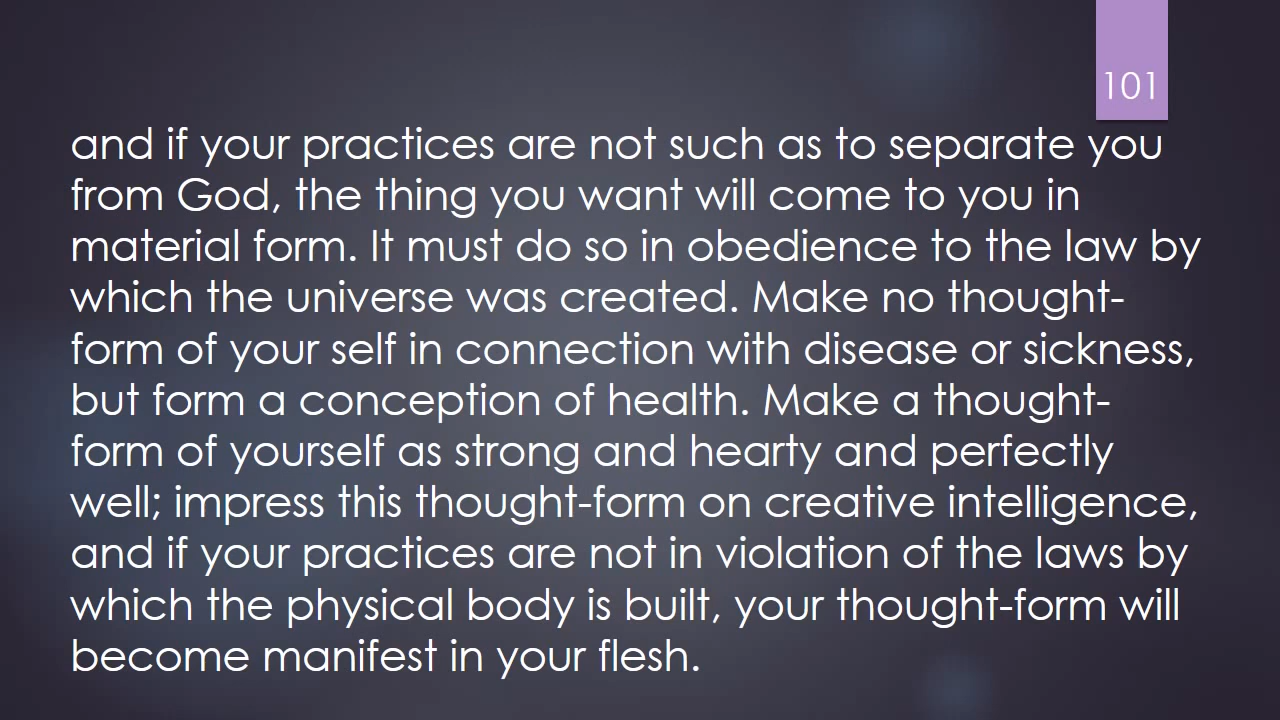 101
and if your practices are not such as to separate you
from God, the thing you want will come to you in
material form. It must do so in obedience to the law by
which the universe was created. Make no thought-
form of your self in connection with disease or sickness,
but form a conception of health. Make a thought-
form of yourself as strong and hearty and perfectly
well; impress this thought-form on creative intelligence,
and if your practices are not in violation of the laws by
which the physical body is built, your thought-form will
become manifest in your flesh.